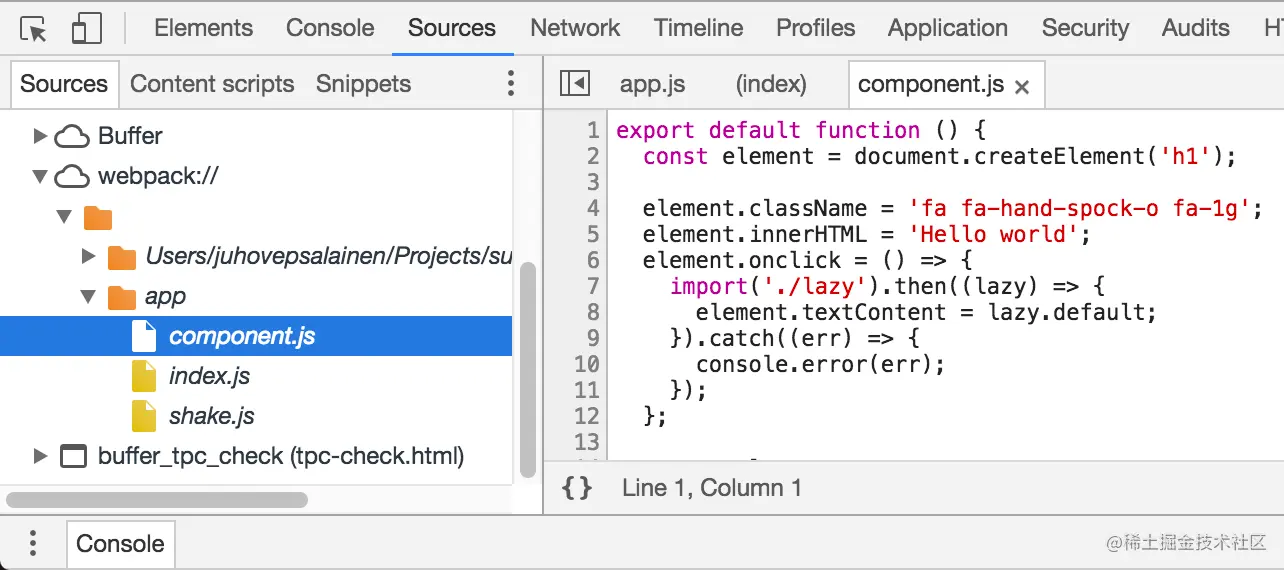 Elements Console Sources Network Timeline Profiles Application Security Audits
Sources Content scripts Snippets
app.js (index) component.js ×
Buffer
webpack://
Users/juhovepsalainen/Projects/su
app
component.js
index.js
shake.js
buffer_tpc_check (tpc-check.html)
1 export default function () {
2 const element = document.createElement('h1');
3
4 element.className = 'fa fa-hand-spock-o fa-1g';
5 element.innerHTML = 'Hello world';
6 element.onclick = () => {
7 import('./lazy').then((lazy) => {
8 element.textContent = lazy.default;
9 }).catch((err) => {
10 console.error(err);
11 });
12 };
13
{} Line 1, Column 1
Console
@稀土掘金技术社区